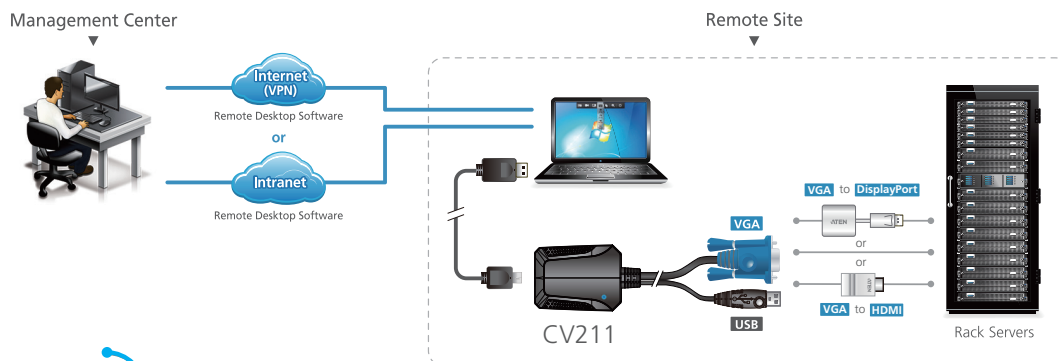 Management Center
Remote Site
Internet
(VPN)
Remote Desktop Software
or
Intranet
Remote Desktop Software
VGA
USB
CV211
VGA to DisplayPort
ATEN
or
or
ATEN
VGA to HDMI
Rack Servers